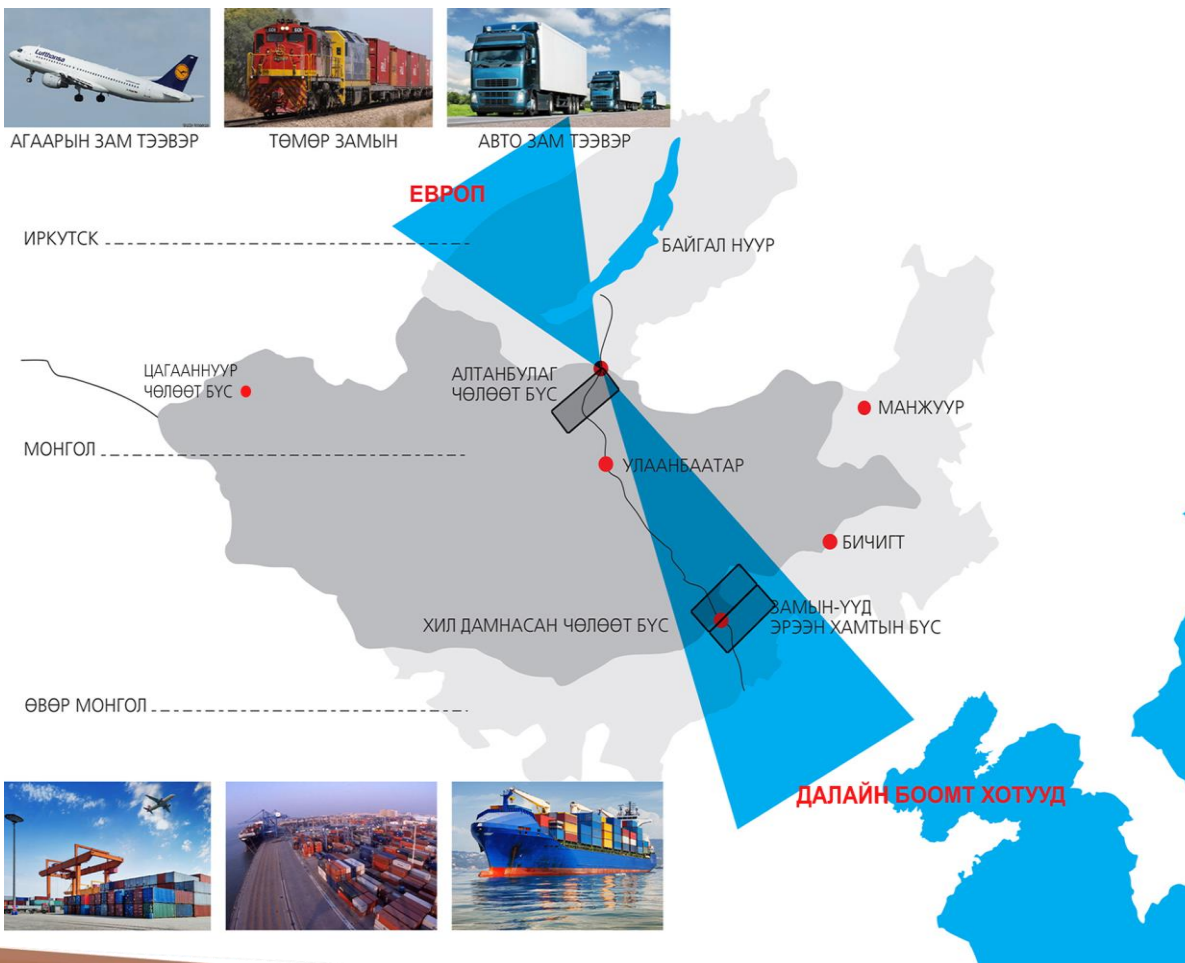 Lufthansa
АГААРЫН ЗАМ ТЭЭВЭР
ТӨМӨР ЗАМЫН
АВТО ЗАМ ТЭЭВЭР
ЕВРОП
ИРКУТСК
БАЙГАЛ НУУР
ЦАГААННУУР
ЧӨЛӨӨТ БҮС
АЛТАНБУЛАГ
ЧӨЛӨӨТ БҮС
МАНЖУУР
МОНГОЛ
УЛААНБААТАР
БИЧИГТ
ХИЛ ДАМНАСАН ЧӨЛӨӨТ БҮС
ЗАМЫН-ҮҮД
ЭРЭЭН ХАМТЫН БҮС
ӨВӨР МОНГОЛ
ДАЛАЙН БООМТ ХОТУУД